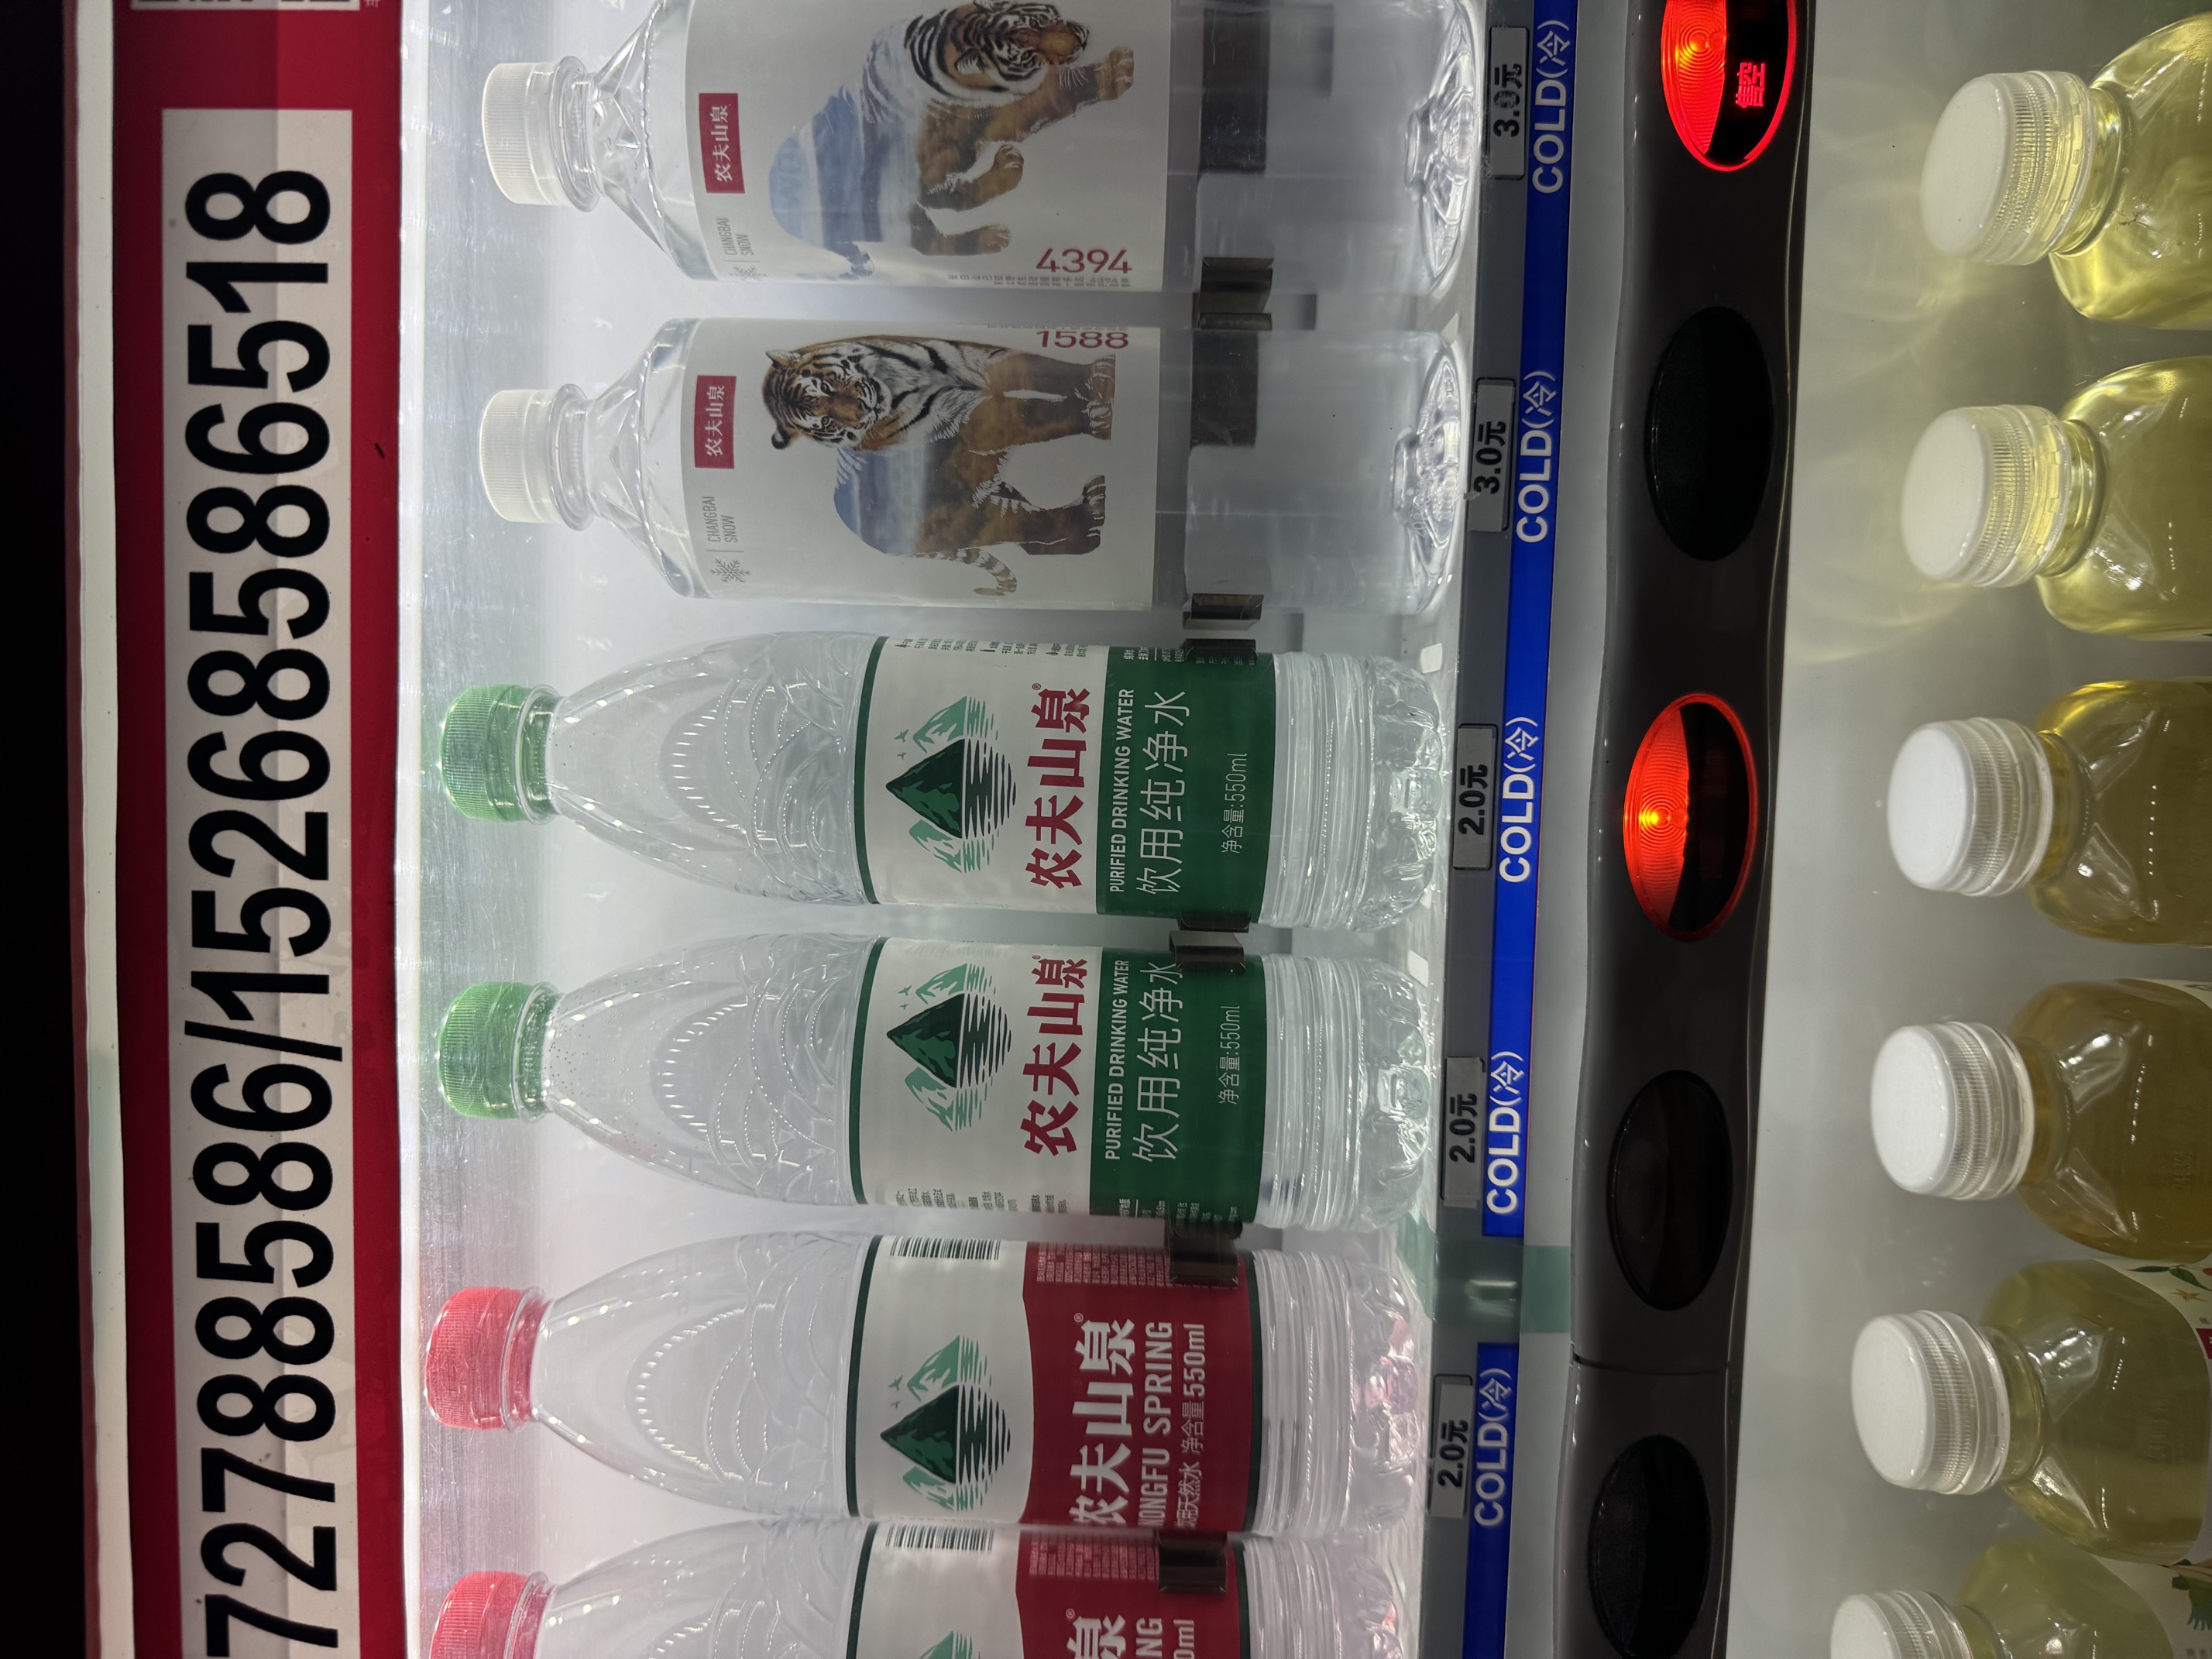 72788586/15268586518
泉®
NG
0ml
农夫山泉®
NONGFU SPRING
饮用天然水 净含量550ml
农夫山泉®
PURIFIED DRINKING WATER
饮用纯净水
净含量:550ml
农夫山泉®
PURIFIED DRINKING WATER
饮用纯净水
净含量:550ml
CHANGBAI
SNOW
农夫山泉
1588
CHANGBAI
SNOW
农夫山泉
4394
2.0元
2.0元
2.0元
3.0元
3.0元
COLD(冷)
COLD(冷)
COLD(冷)
COLD(冷)
COLD(冷)
售空